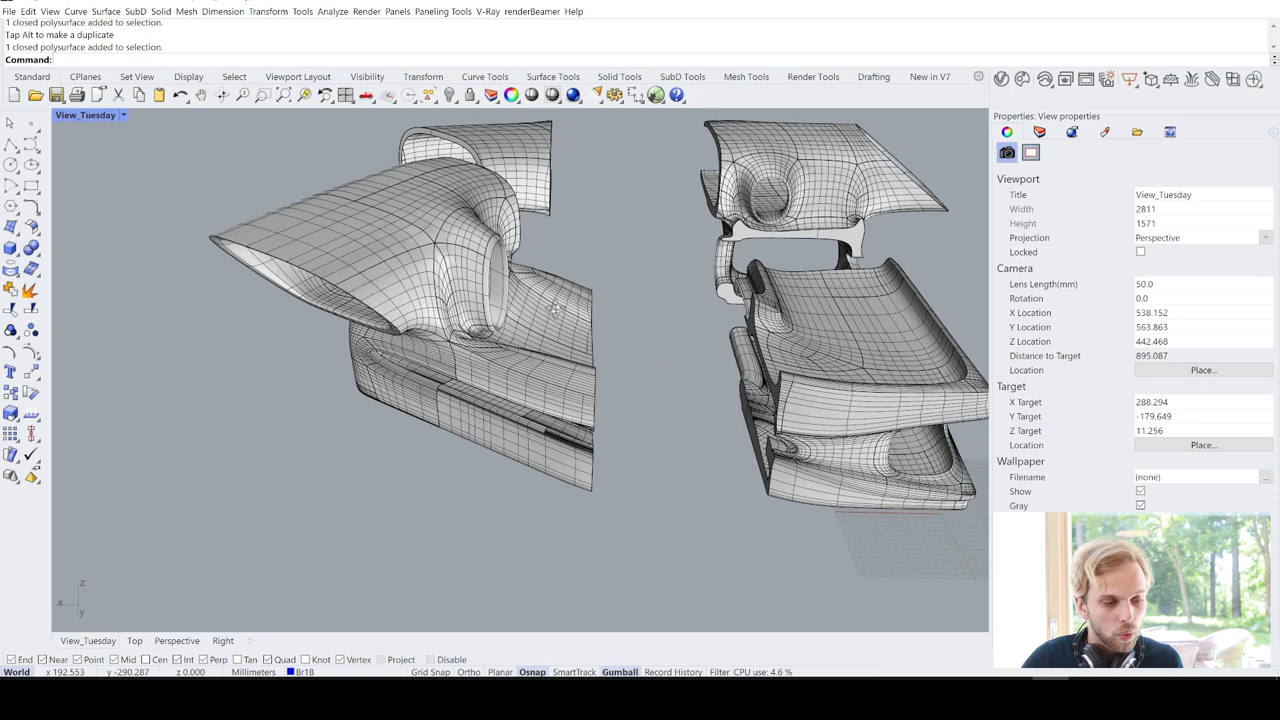 File Edit View Curve Surface SubD Solid Mesh Dimension Transform Tools Analyze Render Panels Paneling Tools V-Ray renderBeamer Help
1 closed polysurface added to selection.
Tap Alt to make a duplicate
1 closed polysurface added to selection.
Command:
Standard CPlanes Set View Display Select Viewport Layout Visibility Transform Curve Tools Surface Tools Solid Tools SubD Tools Mesh Tools Render Tools Drafting New in V7
View_Tuesday
Properties: View properties
Viewport
Title View_Tuesday
Width 2811
Height 1571
Projection Perspective
Locked
Camera
Lens Length(mm) 50.0
Rotation 0.0
X Location 538.152
Y Location 563.863
Z Location 442.468
Distance to Target 895.087
Location Place...
Target
X Target 288.294
Y Target -179.649
Z Target 11.256
Location Place...
Wallpaper
Filename (none) ...
Show
Gray
z
x
y
View_Tuesday Top Perspective Right
End Near Point Mid Cen Int Perp Tan Quad Knot Vertex Project Disable
World x 192.553 y -290.287 z 0.000 Millimeters Br1B Grid Snap Ortho Planar Osnap SmartTrack Gumball Record History Filter CPU use: 4.6 %